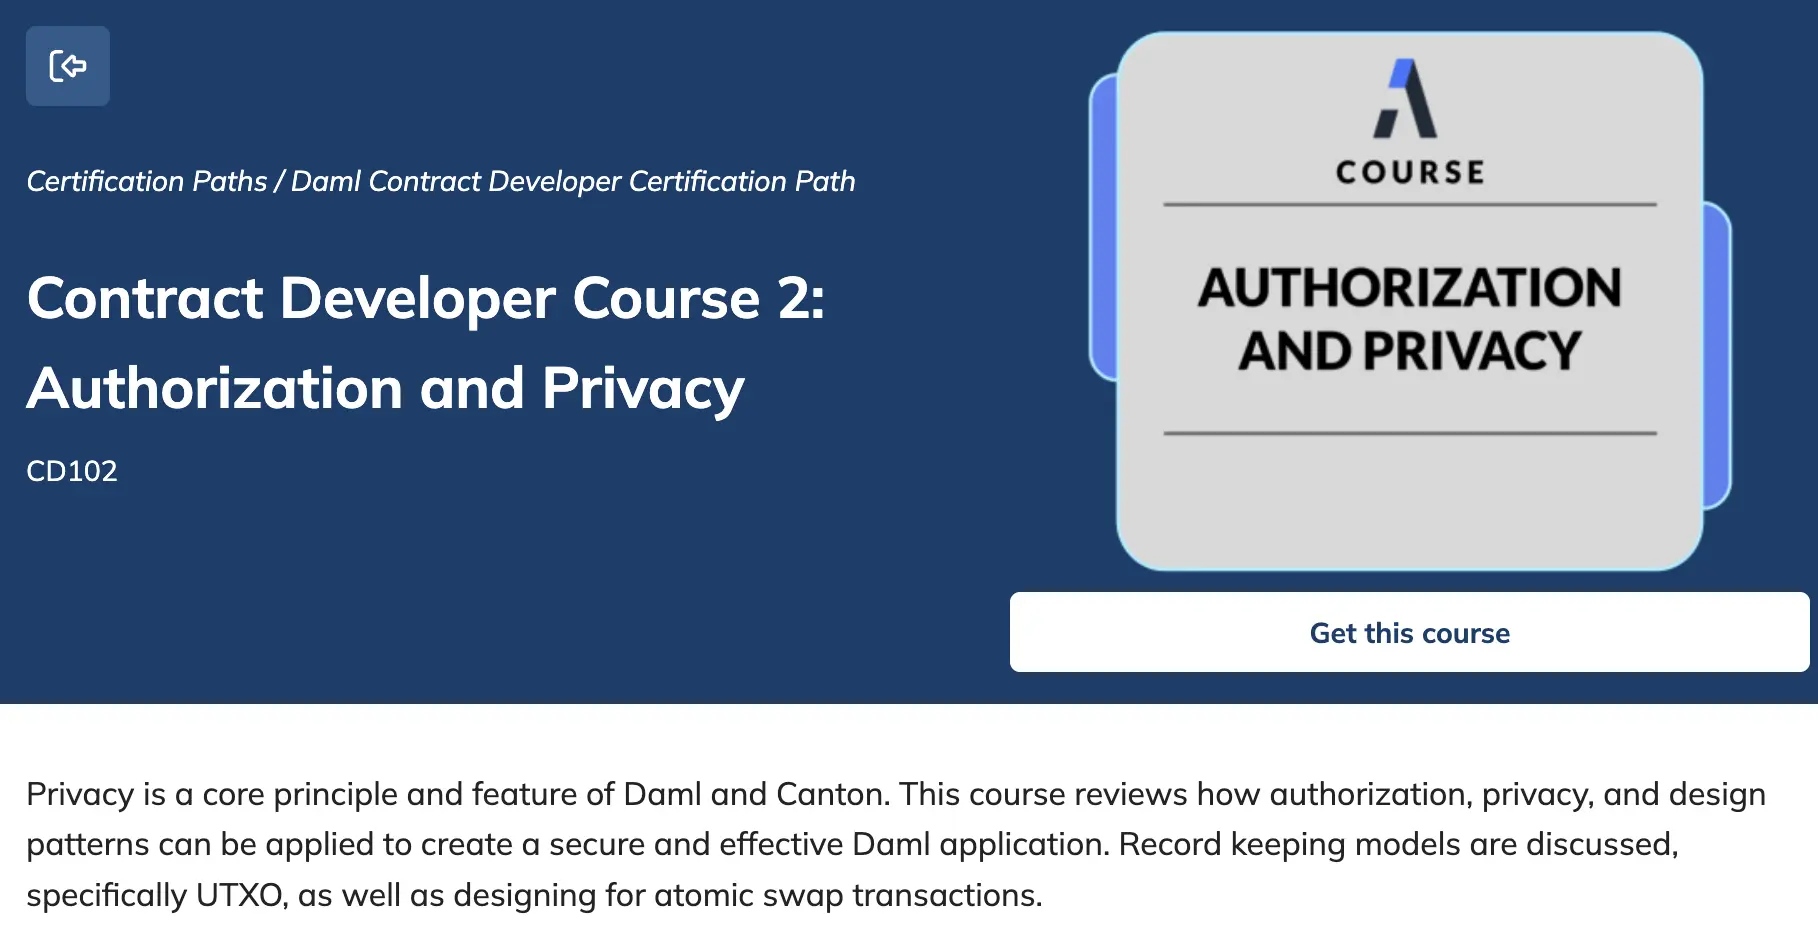 Certification Paths / Daml Contract Developer Certification Path
Contract Developer Course 2:
Authorization and Privacy
CD102
COURSE
AUTHORIZATION
AND PRIVACY
Get this course
Privacy is a core principle and feature of Daml and Canton. This course reviews how authorization, privacy, and design
patterns can be applied to create a secure and effective Daml application. Record keeping models are discussed,
specifically UTXO, as well as designing for atomic swap transactions.